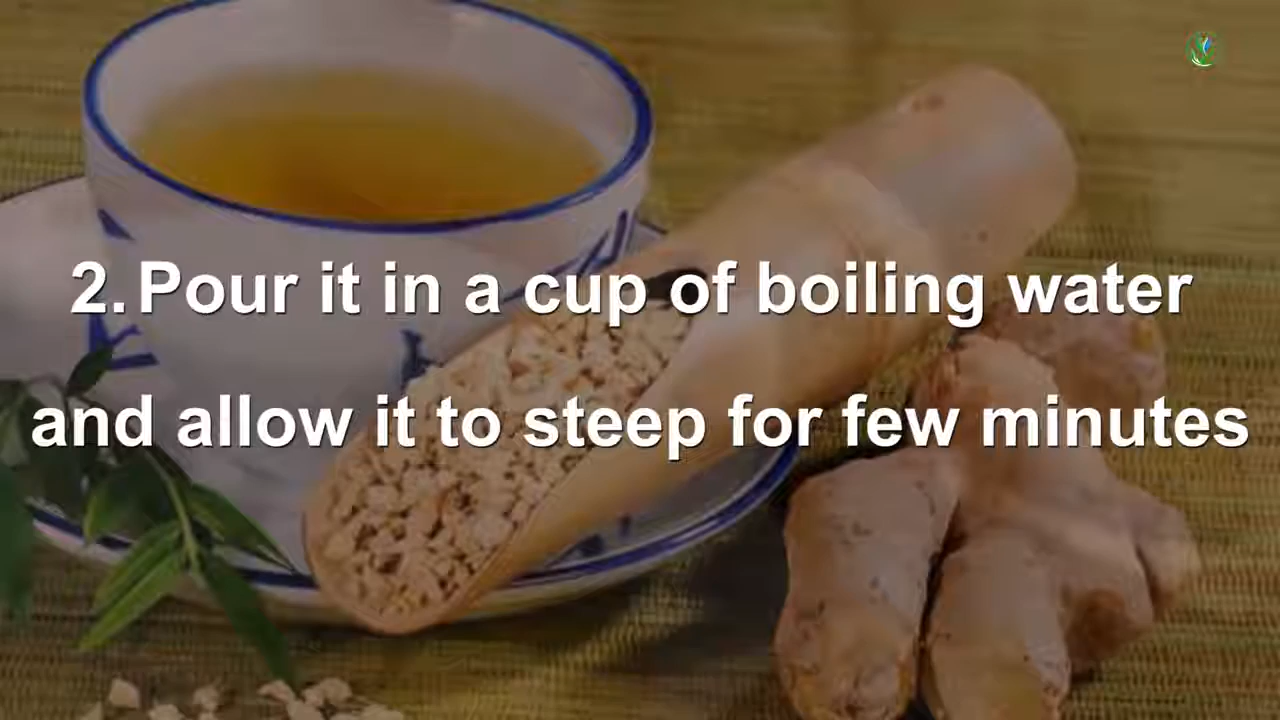 2. Pour it in a cup of boiling water
and allow it to steep for few minutes